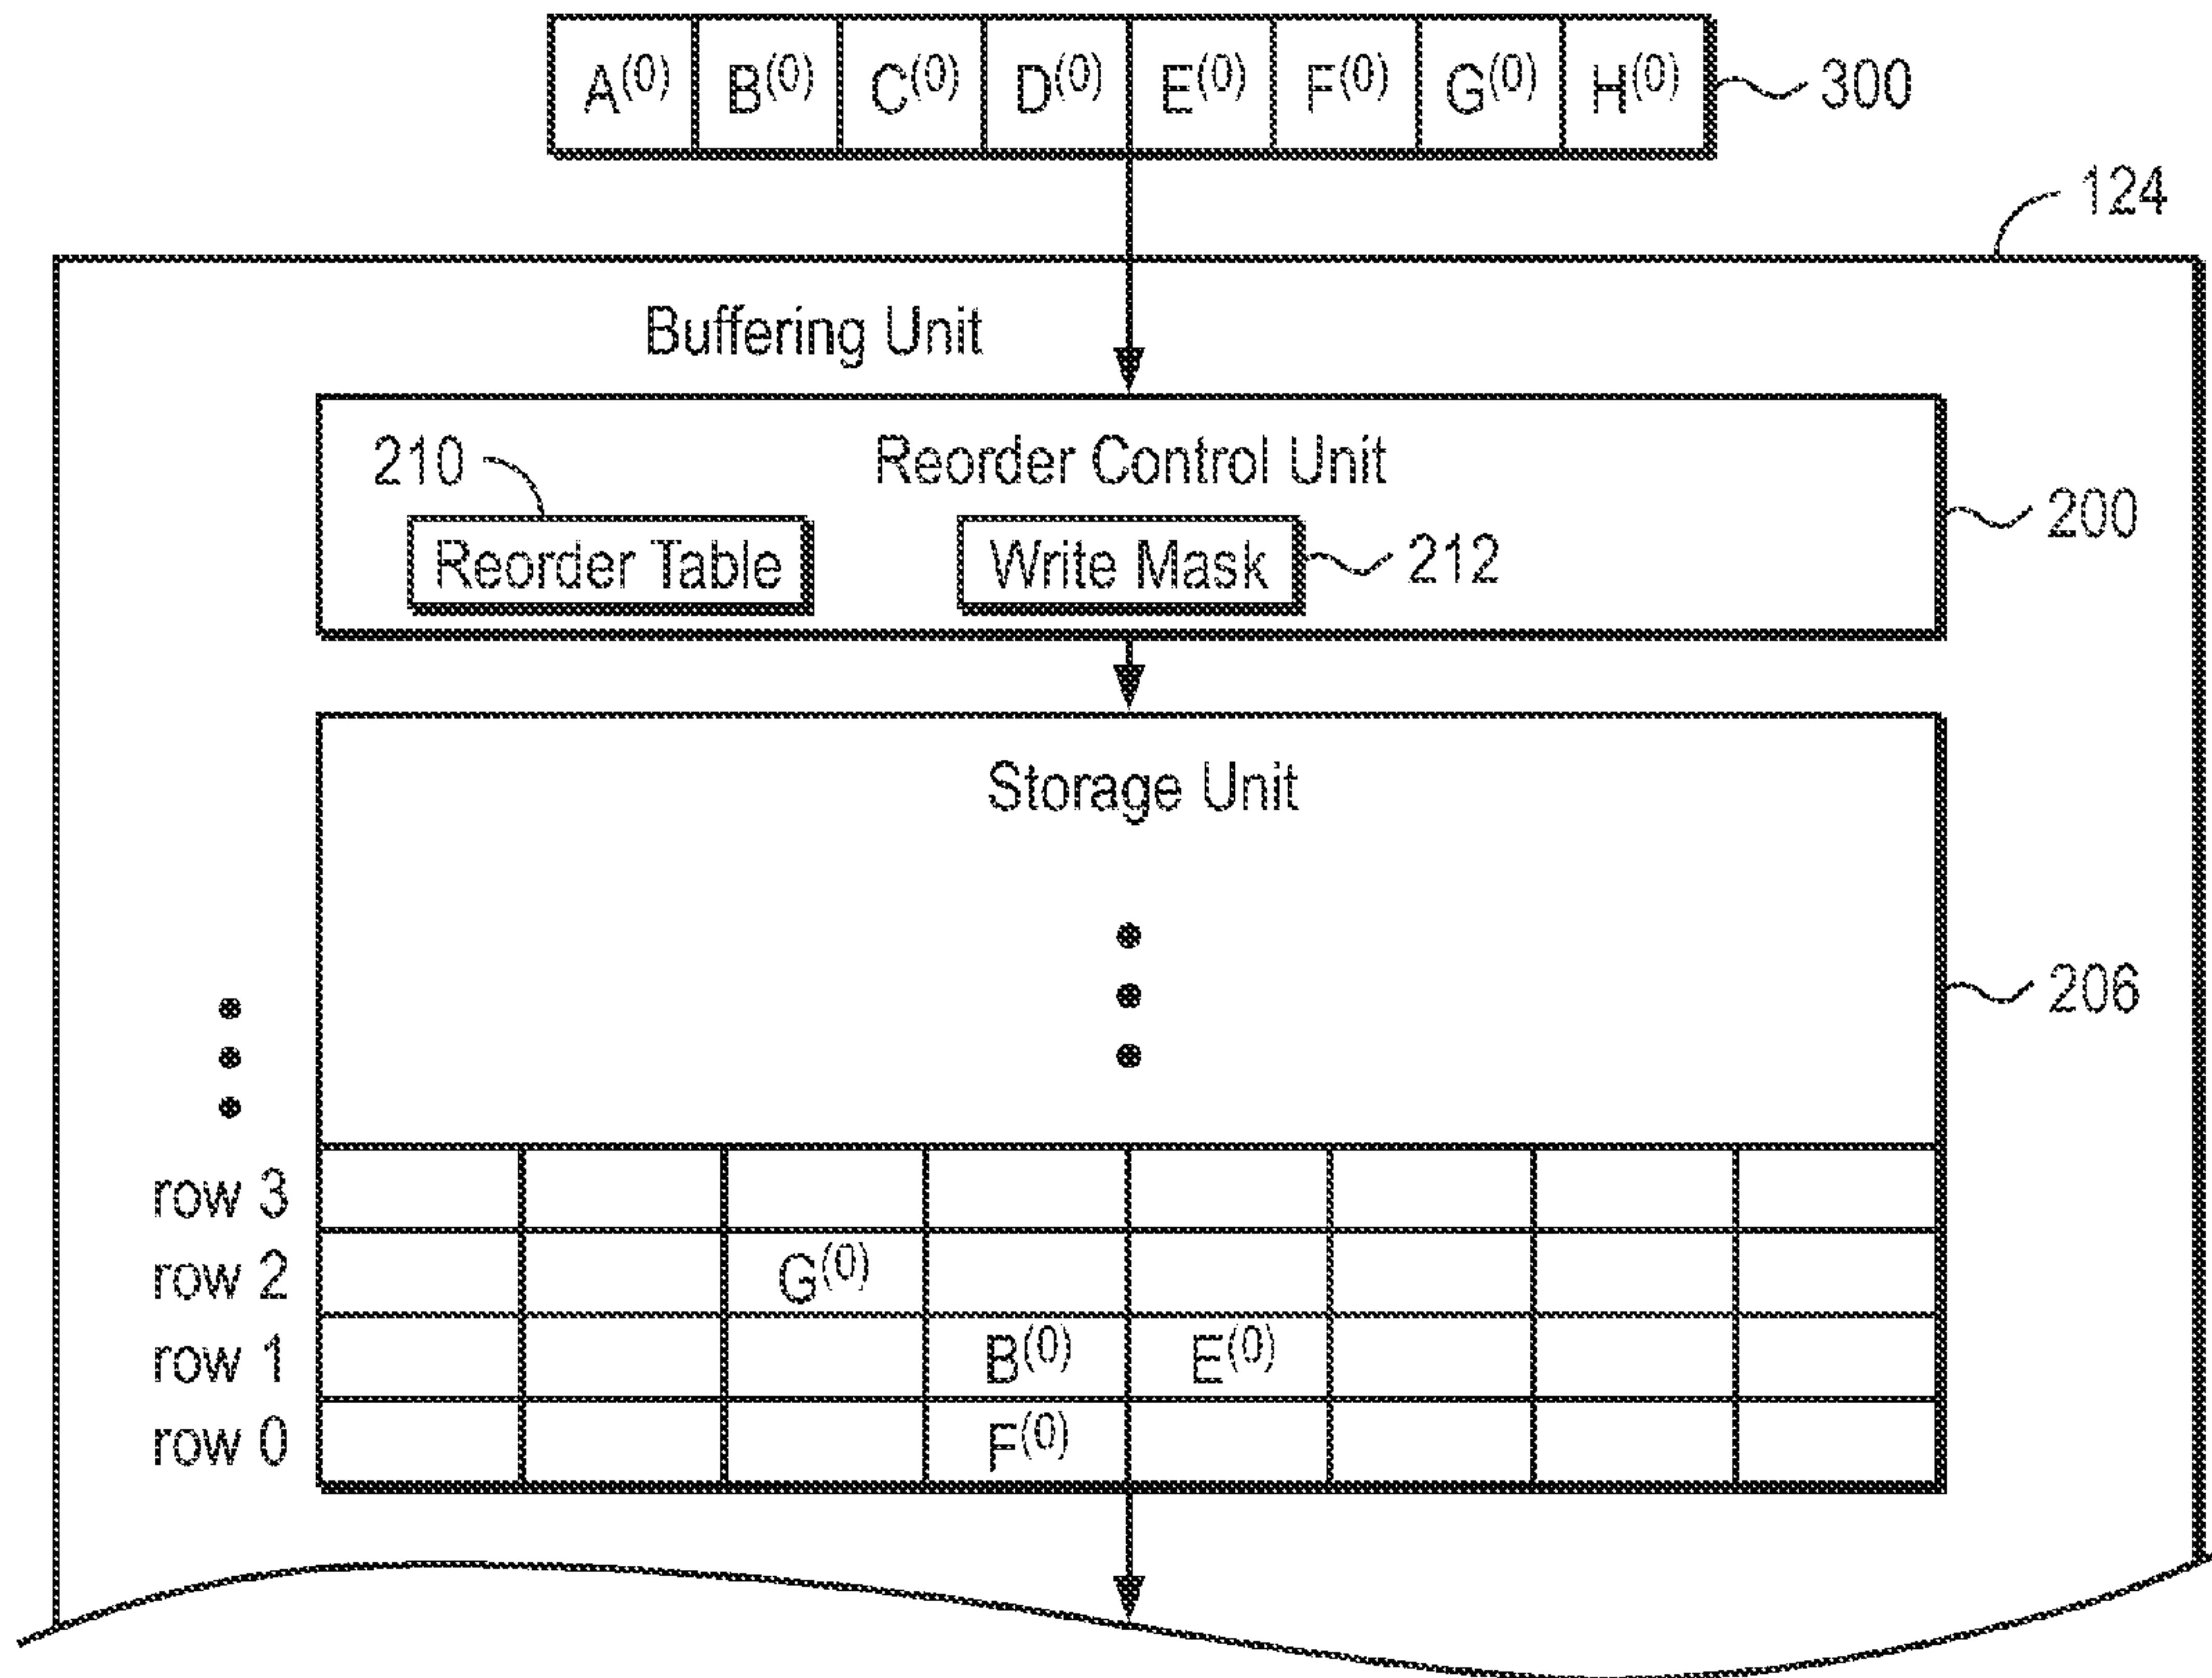 A(0) B(0) C(0) D(0) E(0) F(0) G(0) H(0) 300
124
Buffering Unit
210 Reorder Control Unit
200
Reorder Table Write Mask 212
Storage Unit
206
row 3
row 2 G(0)
row 1 B(0) E(0)
row 0 F(0)